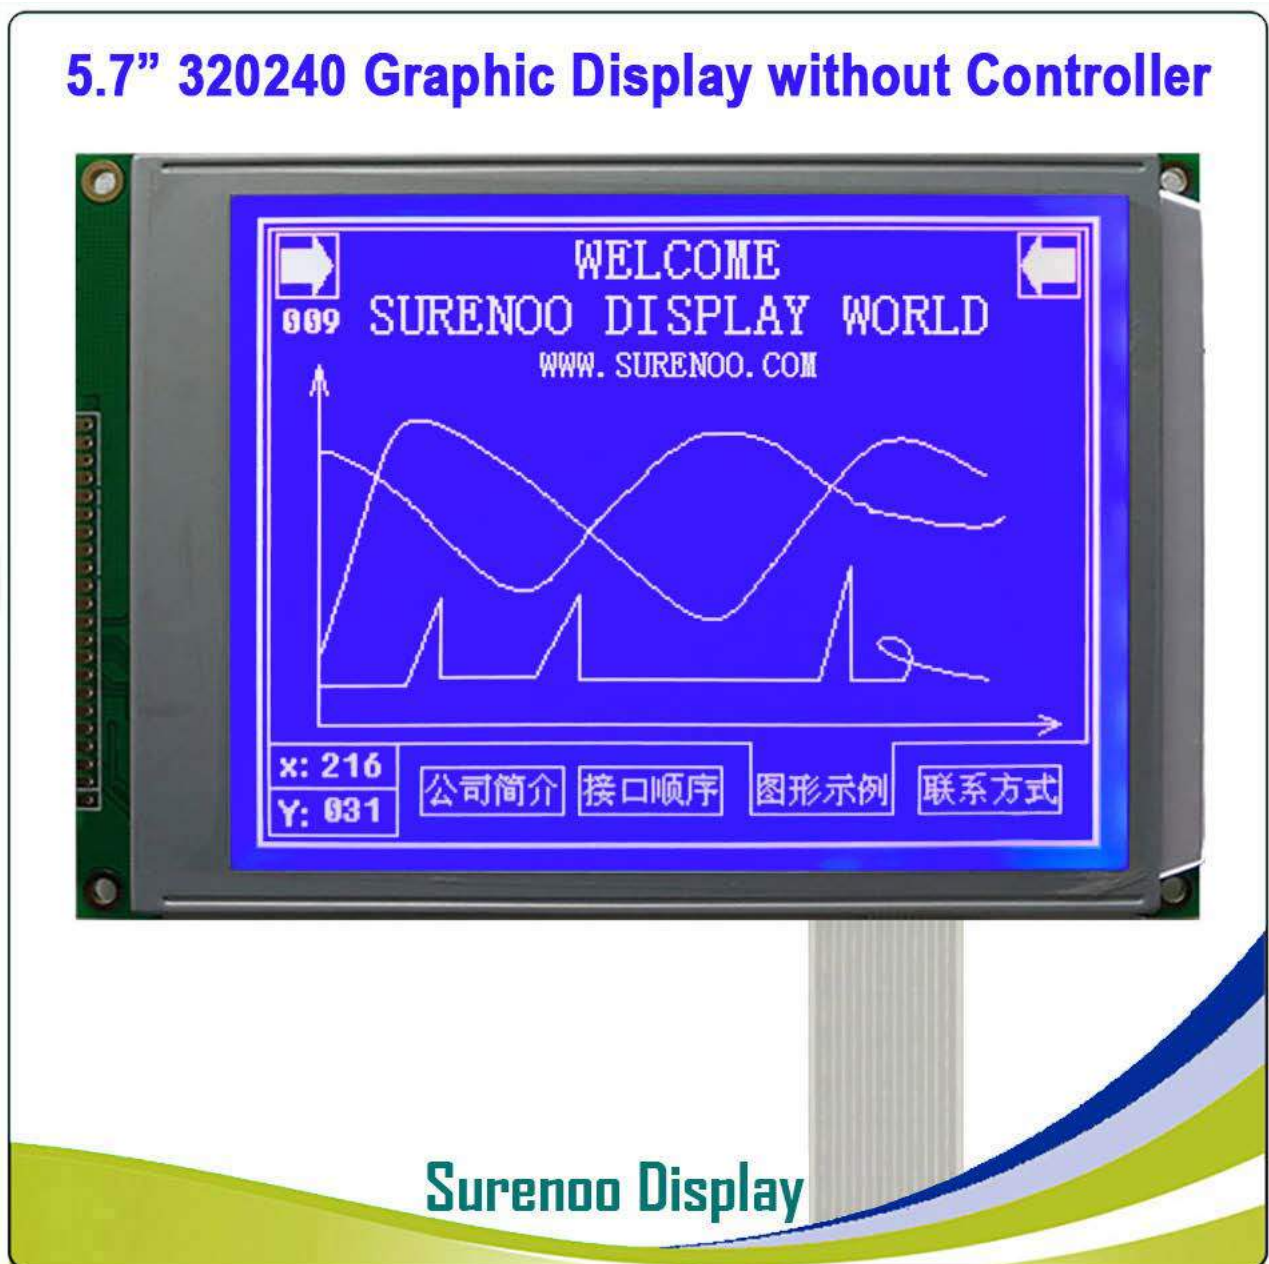 5.7” 320240 Graphic Display without Controller
WELCOME
009 SURENOO DISPLAY WORLD
WWW.SURENOO.COM
X: 216
Y: 031
公司简介 接口顺序 图形示例 联系方式
Surenoo Display